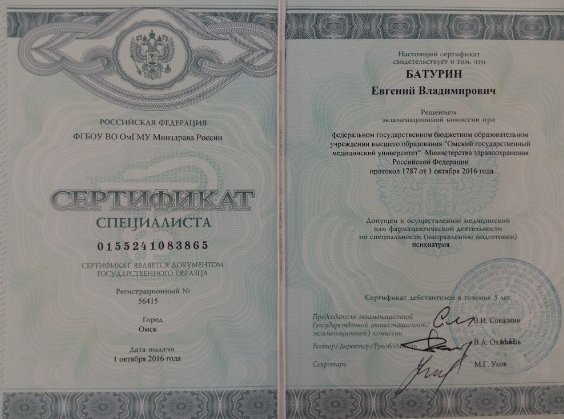 РОССИЙСКАЯ ФЕДЕРАЦИЯ
ФГБОУ ВО ОмГМУ Минздрава России
СЕРТИФИКАТ
СПЕЦИАЛИСТА
0155241083865
СЕРТИФИКАТ ЯВЛЯЕТСЯ ДОКУМЕНТОМ
ГОСУДАРСТВЕННОГО ОБРАЗЦА
Регистрационный №
56415
Город
Омск
Дата выдачи
1 октября 2016 года
Настоящий сертификат
свидетельствует о том, что
БАТУРИН
Евгений Владимирович
Решением
экзаменационной комиссии при
федеральном государственном бюджетном образовательном
учреждении высшего образования "Омский государственный
медицинский университет" Министерства здравоохранения
Российской Федерации
протокол 1787 от 1 октября 2016 года.
Допущен к осуществлению медицинской
или фармацевтической деятельности
по специальности (направлению подготовки)
психиатрия
Сертификат действителен в течение 5 лет
Председатель экзаменационной
(государственной аттестационной/
экзаменационной) комиссии
В.И. Совалкин
Ректор/Директор/Руководитель
В.А. Охлопков
Секретарь
М.Г. Усов